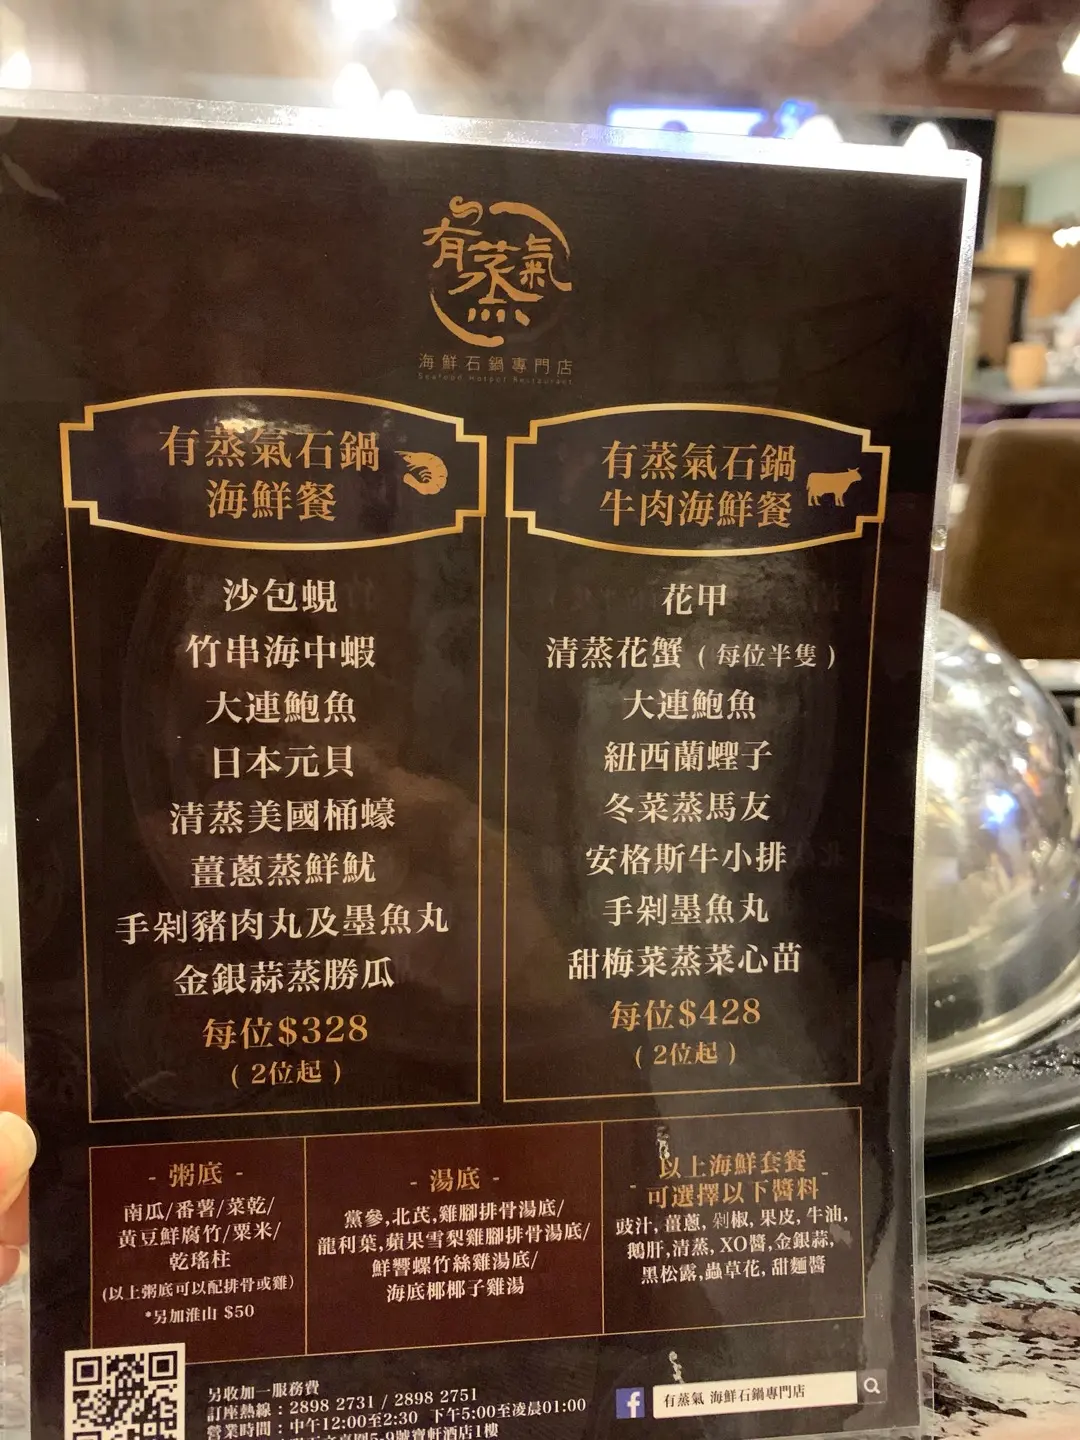 有蒸氣
海鮮石鍋專門店
Seafood Hotpot Restaurant
有蒸氣石鍋
海鮮餐
沙包蜆
竹串海中蝦
大連鮑魚
日本元貝
清蒸美國桶蠔
薑蔥蒸鮮魷
手剁豬肉丸及墨魚丸
金銀蒜蒸勝瓜
每位$328
(2位起)
有蒸氣石鍋
牛肉海鮮餐
花甲
清蒸花蟹(每位半隻)
大連鮑魚
紐西蘭蟶子
冬菜蒸馬友
安格斯牛小排
手剁墨魚丸
甜梅菜蒸菜心苗
每位$428
(2位起)
- 粥底 -
南瓜/番薯/菜乾/
黃豆鮮腐竹/粟米/
乾瑤柱
(以上粥底可以配排骨或雞)
*另加淮山 $50
- 湯底 -
黨參,北芪,雞腳排骨湯底/
龍利葉,蘋果雪梨雞腳排骨湯底/
鮮響螺竹絲雞湯底/
海底椰椰子雞湯
- 以上海鮮套餐 -
可選擇以下醬料
豉汁, 薑蔥, 剁椒, 果皮, 牛油,
鵝肝,清蒸, XO醬,金銀蒜,
黑松露,蟲草花, 甜麵醬
另收加一服務費
訂座熱線 : 2898 2731 / 2898 2751
營業時間 : 中午12:00至2:30 下午5:00至凌晨01:00
5-9號寶軒酒店1樓
f 有蒸氣 海鮮石鍋專門店